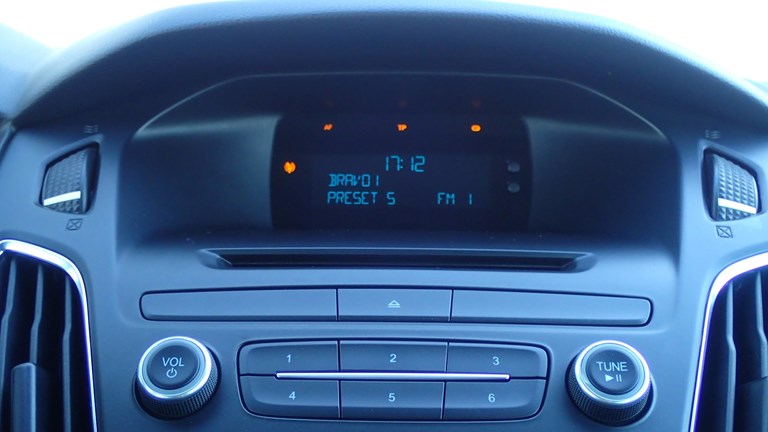 AF TP
17:12
BRAVO1
PRESET 5 FM 1
VOL
TUNE
1 2 3
4 5 6